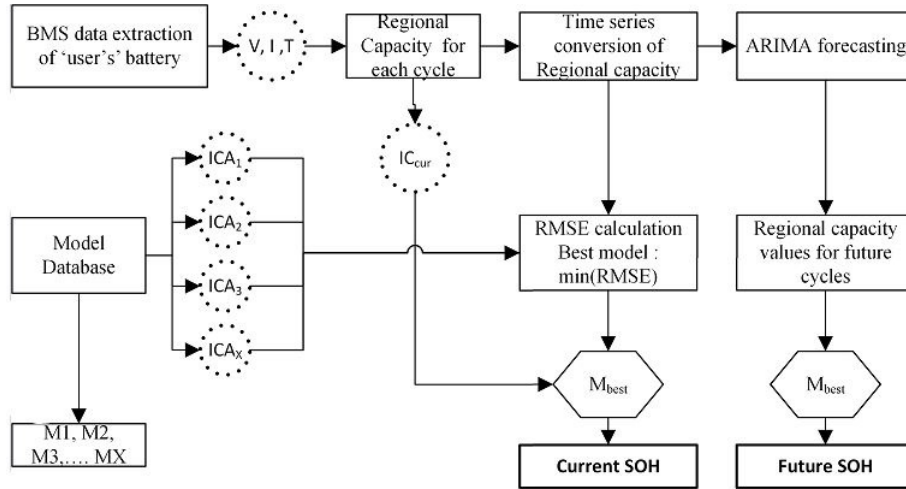 BMS data extraction
of ‘user’s’ battery
V, I ,T
Regional
Capacity for
each cycle
Time series
conversion of
Regional capacity
ARIMA forecasting
ICcur
ICA1
ICA2
ICA3
ICAX
Model
Database
RMSE calculation
Best model :
min(RMSE)
Regional capacity
values for future
cycles
Mbest
Mbest
M1, M2,
M3,…. MX
Current SOH
Future SOH